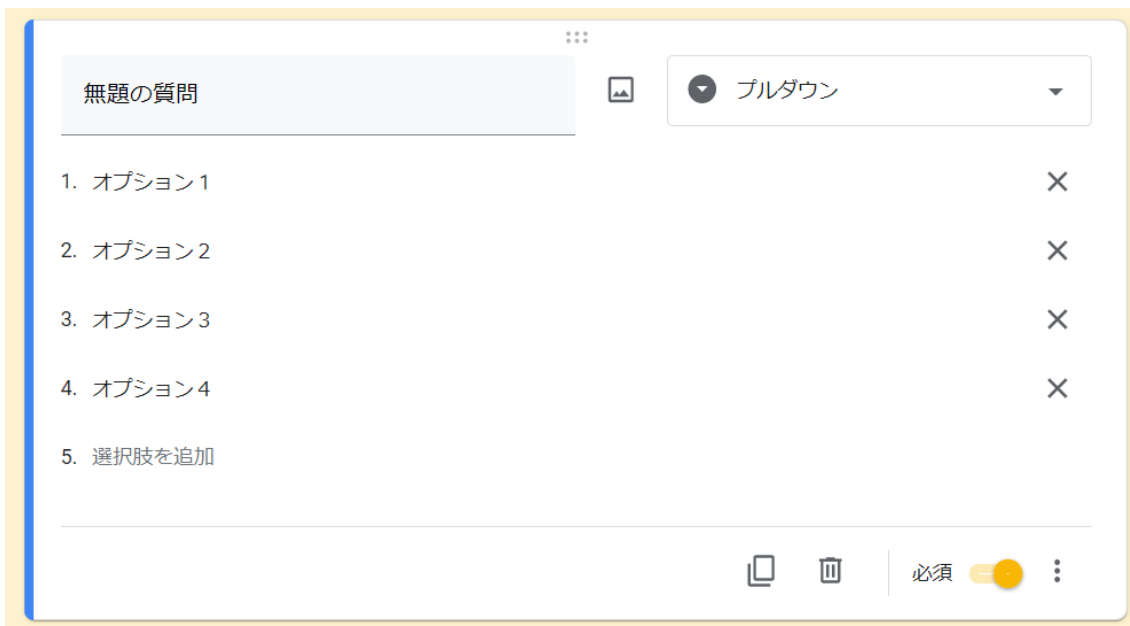 無題の質問
プルダウン
1. オプション1
2. オプション2
3. オプション3
4. オプション4
5. 選択肢を追加
必須